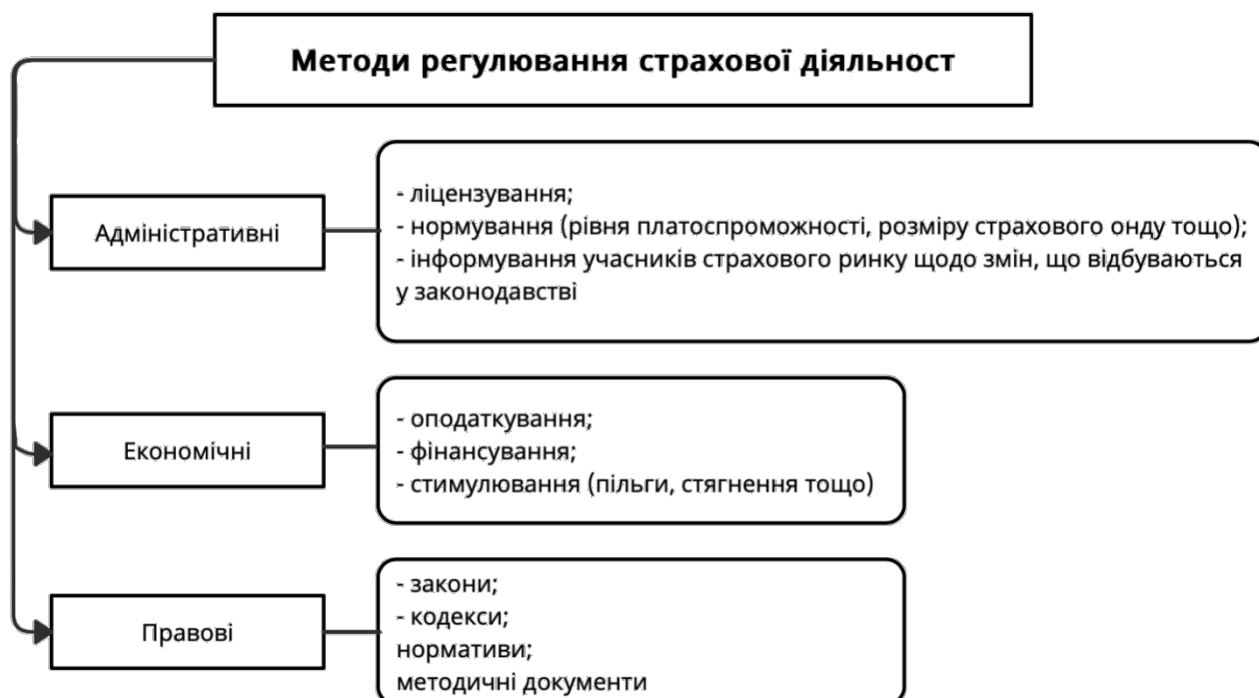 Методи регулювання страхової діяльност
Адміністративні
- ліцензування;
- нормування (рівня платоспроможності, розміру страхового онду тощо);
- інформування учасників страхового ринку щодо змін, що відбуваються
у законодавстві
Економічні
- оподаткування;
- фінансування;
- стимулювання (пільги, стягнення тощо)
Правові
- закони;
- кодекси;
нормативи;
методичні документи